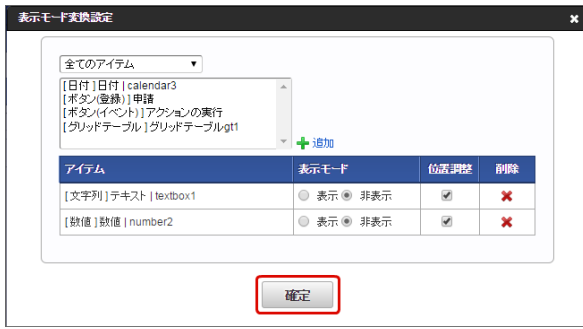 表示モード変換設定
全てのアイテム
[日付]日付 | calendar3
[ボタン(登録)]申請
[ボタン(イベント)]アクションの実行
[グリッドテーブル]グリッドテーブルgt1
追加
アイテム 表示モード 位置調整 削除
[文字列]テキスト | textbox1 表示 非表示
[数値]数値 | number2 表示 非表示
確定